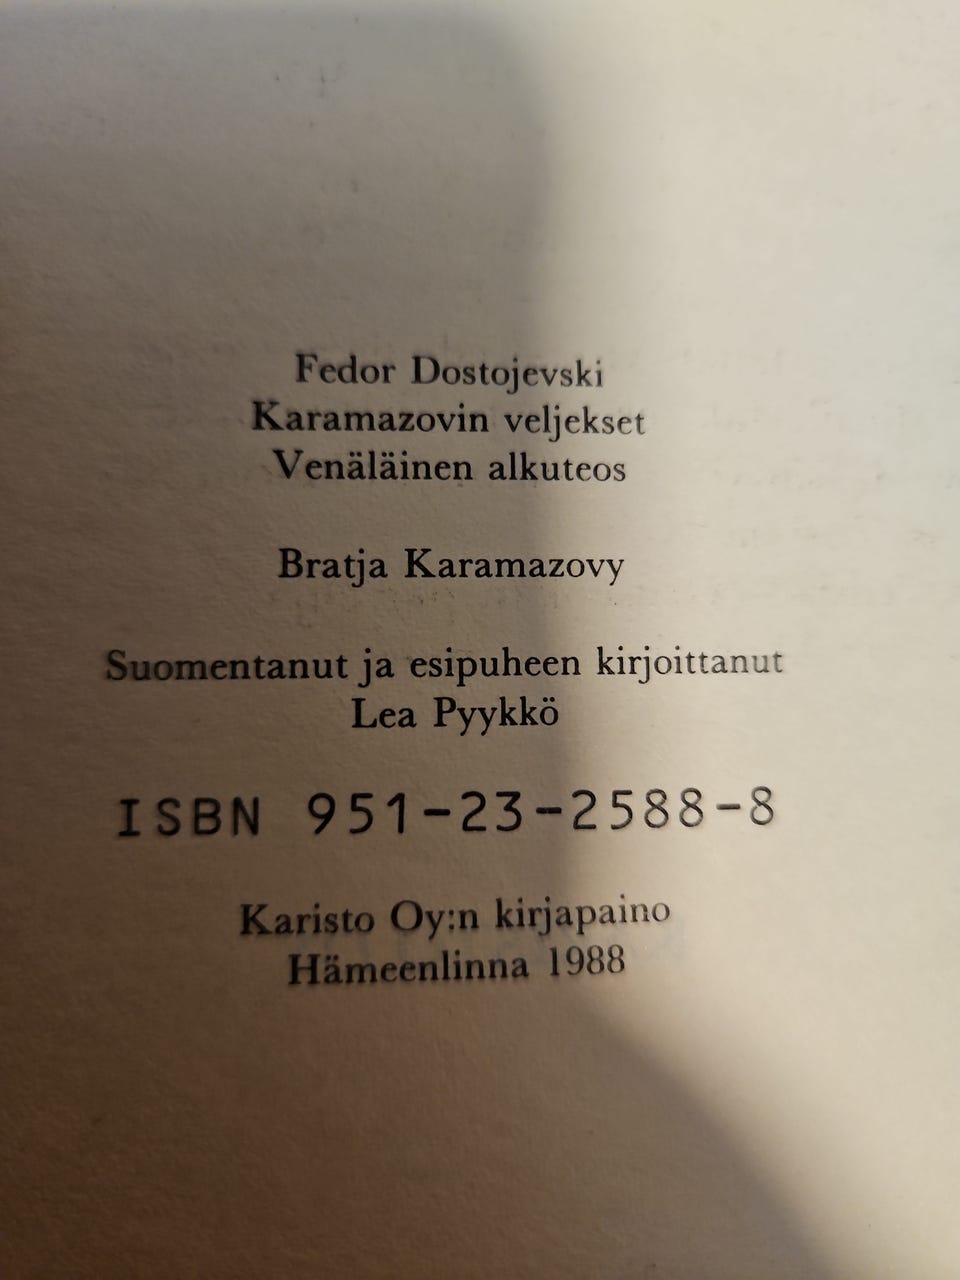 Fedor Dostojevski
Karamazovin veljekset
Venäläinen alkuteos
Bratja Karamazovy
Suomentanut ja esipuheen kirjoittanut
Lea Pyykkö
ISBN 951-23-2588-8
Karisto Oy:n kirjapaino
Hämeenlinna 1988